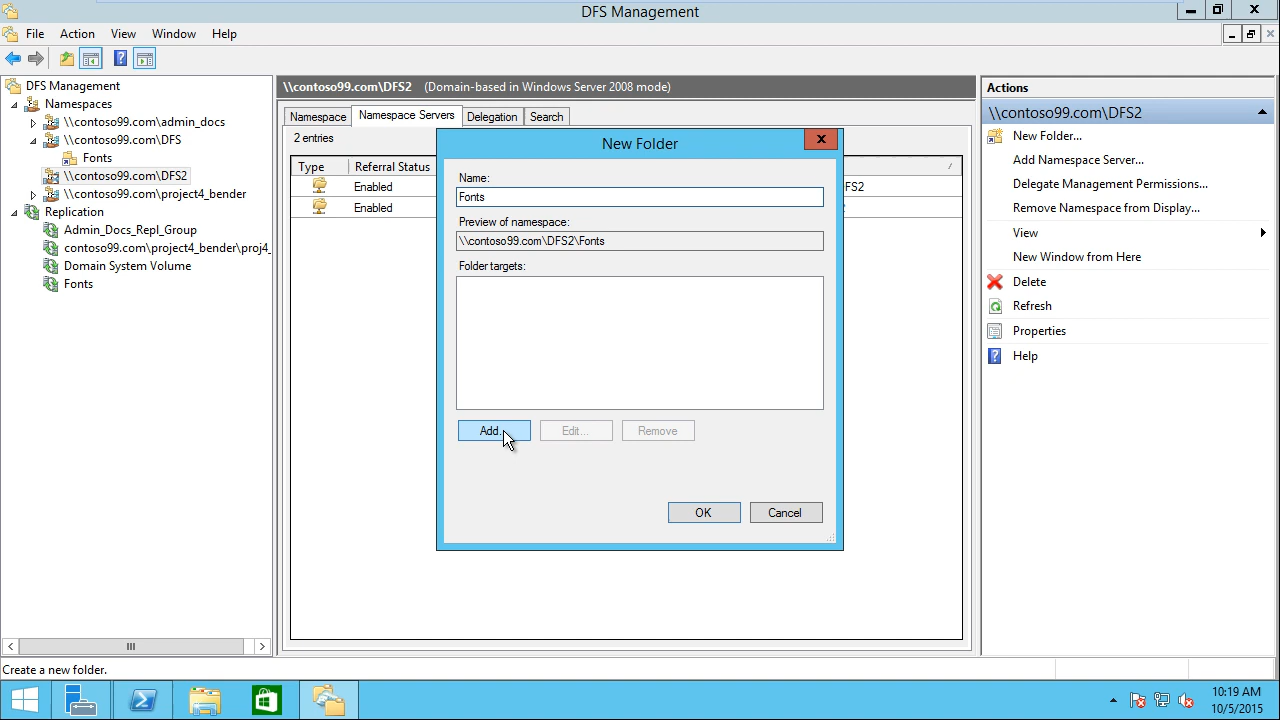 DFS Management
File Action View Window Help
DFS Management
Namespaces
\\contoso99.com\admin_docs
\\contoso99.com\DFS
Fonts
\\contoso99.com\DFS2
\\contoso99.com\project4_bender
Replication
Admin_Docs_Repl_Group
contoso99.com\project4_bender\proj4_
Domain System Volume
Fonts
\\contoso99.com\DFS2 (Domain-based in Windows Server 2008 mode)
Namespace Namespace Servers Delegation Search
2 entries
Type Referral Status
Enabled
Enabled
New Folder
Name:
Fonts
Preview of namespace:
\\contoso99.com\DFS2\Fonts
Folder targets:
Add...
Edit...
Remove
OK
Cancel
Actions
\\contoso99.com\DFS2
New Folder...
Add Namespace Server...
Delegate Management Permissions...
Remove Namespace from Display...
View
New Window from Here
Delete
Refresh
Properties
Help
Create a new folder.
10:19 AM
10/5/2015